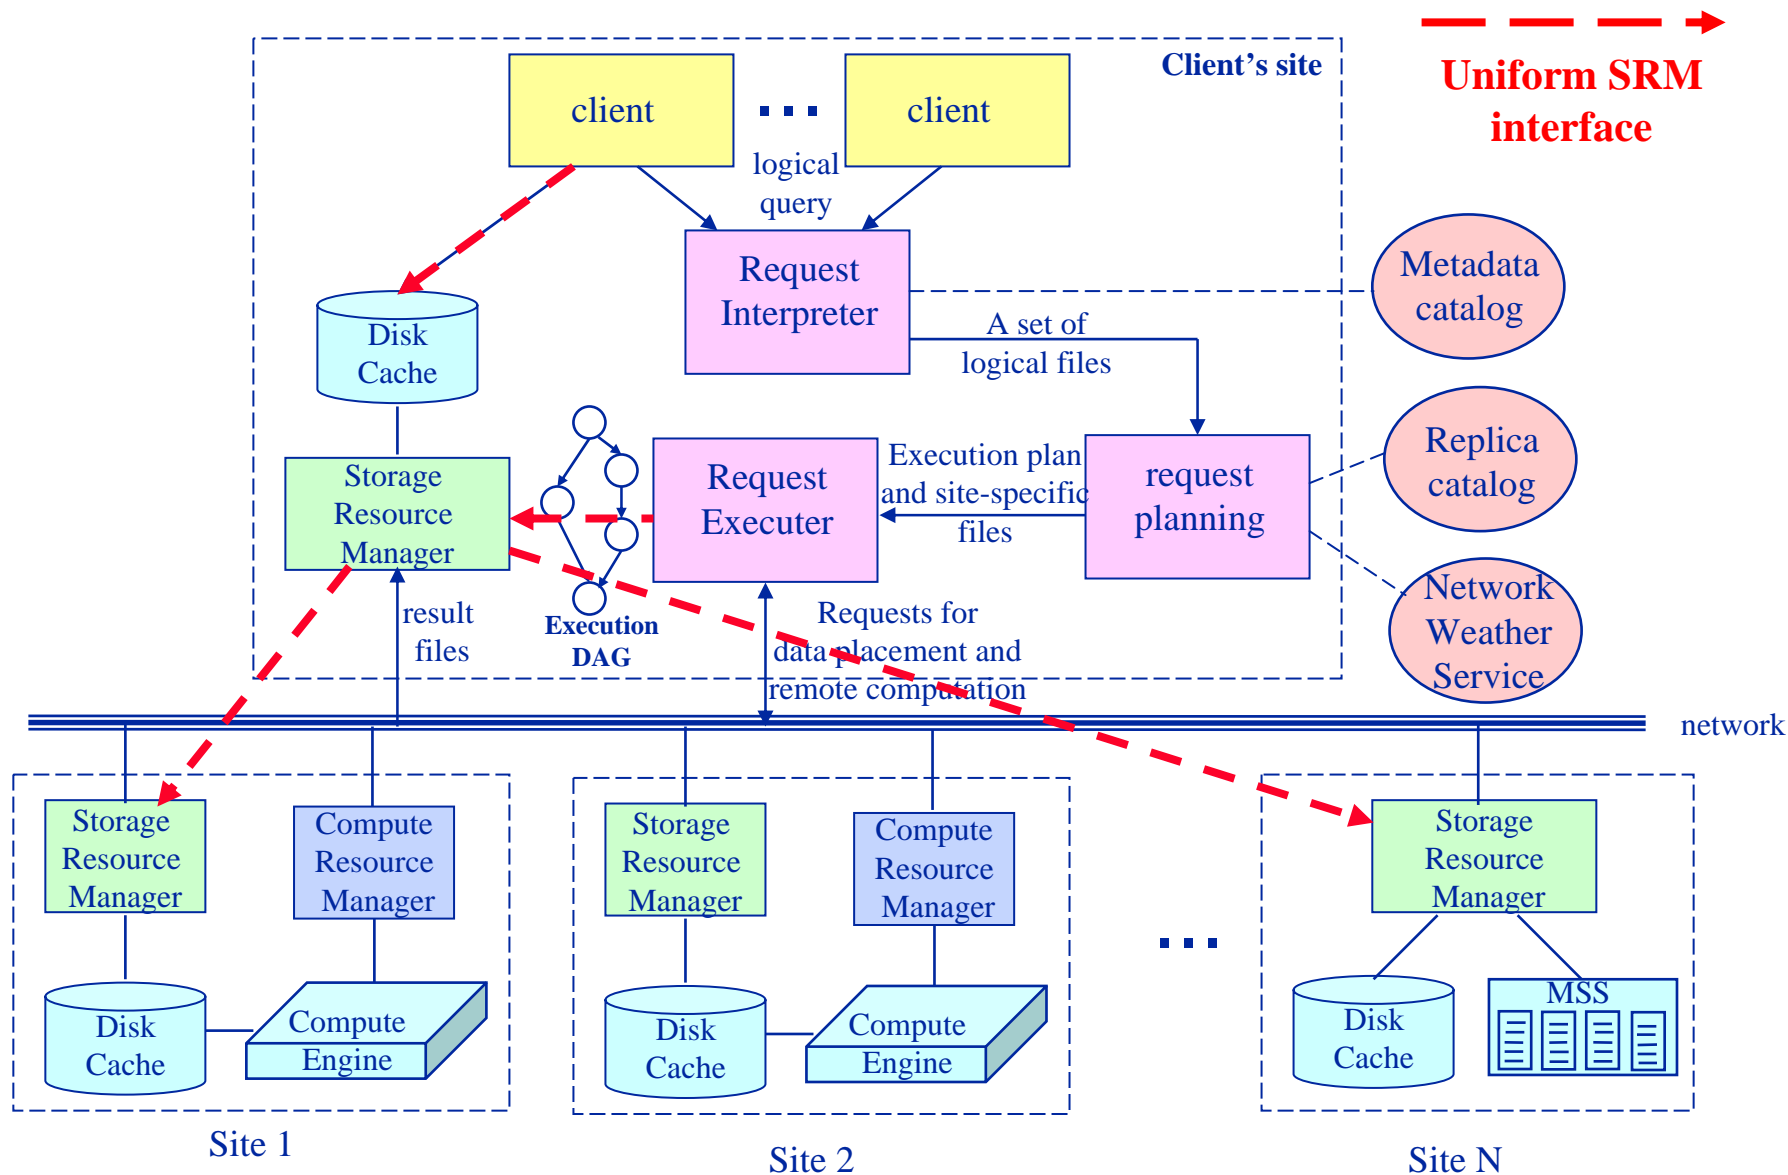 Client's site
Uniform SRM
interface
client
client
logical
query
Request
Interpreter
Metadata
catalog
A set of
logical files
Disk
Cache
Replica
catalog
Storage
Resource
Manager
Request
Executer
Execution plan
and site-specific
files
request
planning
Network
Weather
Service
result
files
Execution
DAG
Requests for
data placement and
remote computation
network
Storage
Resource
Manager
Compute
Resource
Manager
Disk
Cache
Compute
Engine
Site 1
Storage
Resource
Manager
Compute
Resource
Manager
Disk
Cache
Compute
Engine
Site 2
Storage
Resource
Manager
Disk
Cache
MSS
Site N